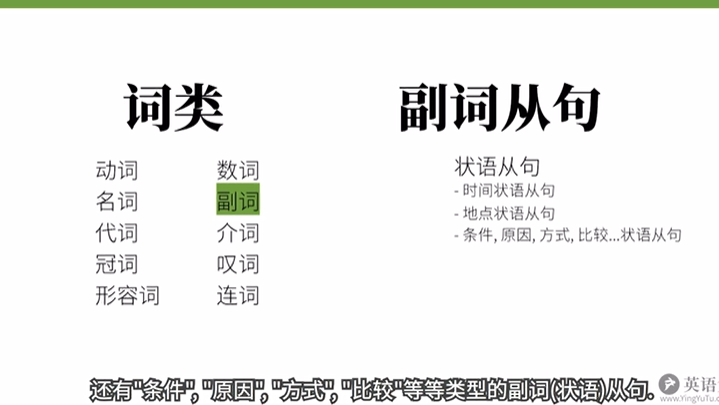 词类
动词
名词
代词
冠词
形容词
数词
副词
介词
叹词
连词
副词从句
状语从句
- 时间状语从句
- 地点状语从句
- 条件, 原因, 方式, 比较...状语从句
还有"条件", "原因", "方式", "比较"等等类型的副词(状语)从句.
英语
www.YingYuTu.c